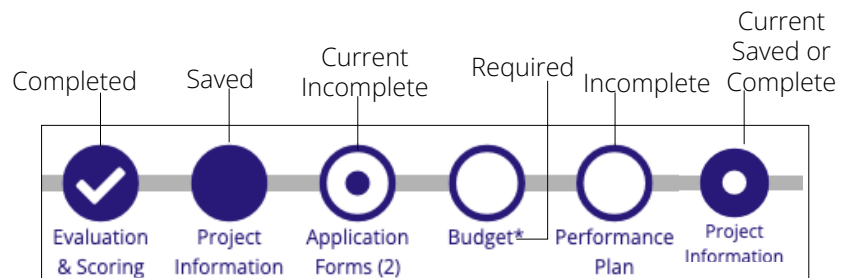 Completed
Saved
Current
Incomplete
Required
Incomplete
Current
Saved or
Complete
Evaluation
& Scoring
Project
Information
Application
Forms (2)
Budget*
Performance
Plan
Project
Information